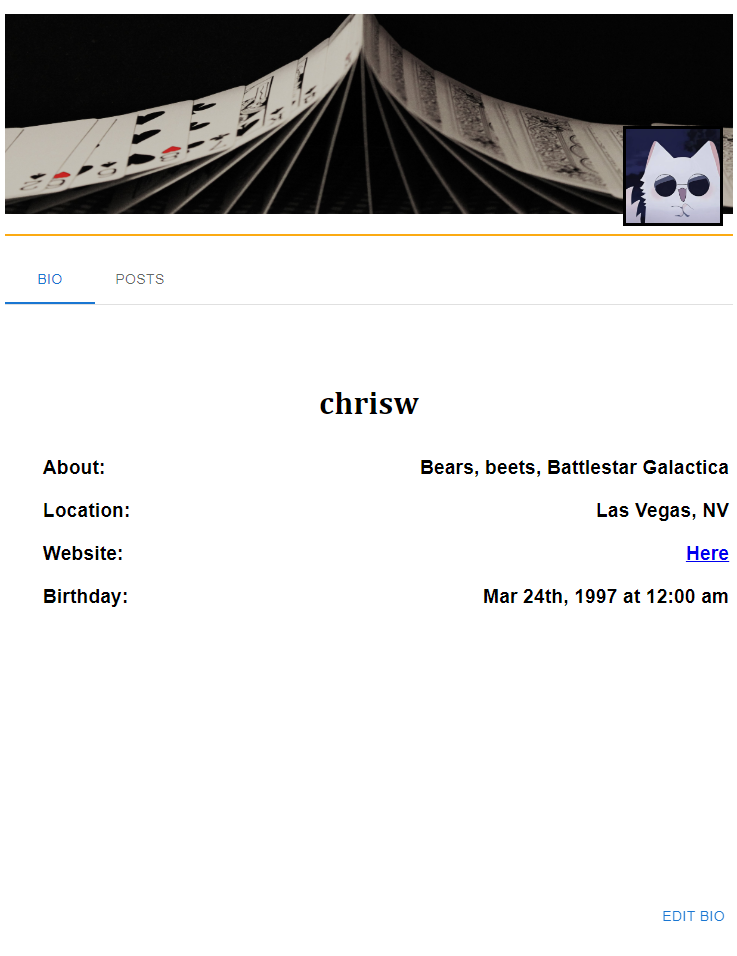 BIO POSTS
chrisw
About: Bears, beets, Battlestar Galactica
Location: Las Vegas, NV
Website: Here
Birthday: Mar 24th, 1997 at 12:00 am
EDIT BIO